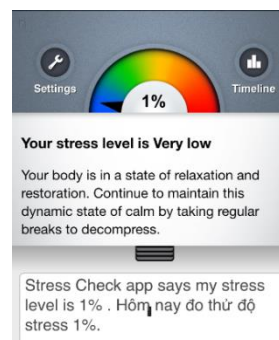 Settings
Timeline
1%
Your stress level is Very low
Your body is in a state of relaxation and
restoration. Continue to maintain this
dynamic state of calm by taking regular
breaks to decompress.
Stress Check app says my stress
level is 1% . Hôm nay đo thử độ
stress 1%.